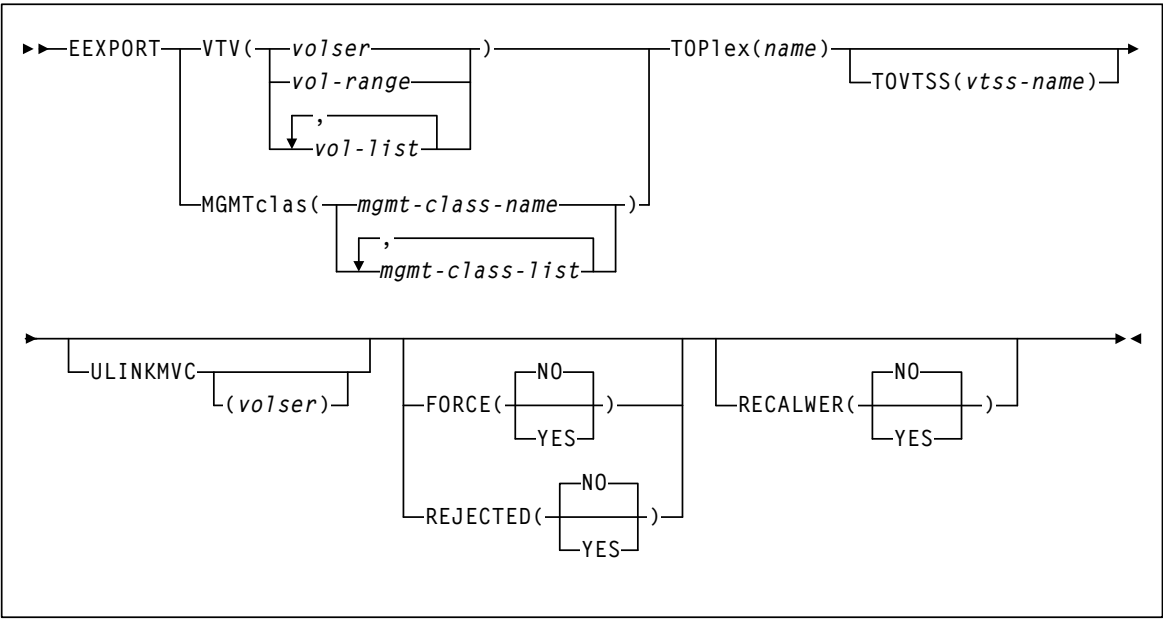 EEXPORT VTV( volser ) TOPlex(name)
vol-range TOVTSS(vtss-name)
,
vol-list
MGMTclas( mgmt-class-name )
,
mgmt-class-list
ULINKMVC NO NO
(volser) FORCE( ) RECALWER( )
YES YES
NO
REJECTED( )
YES